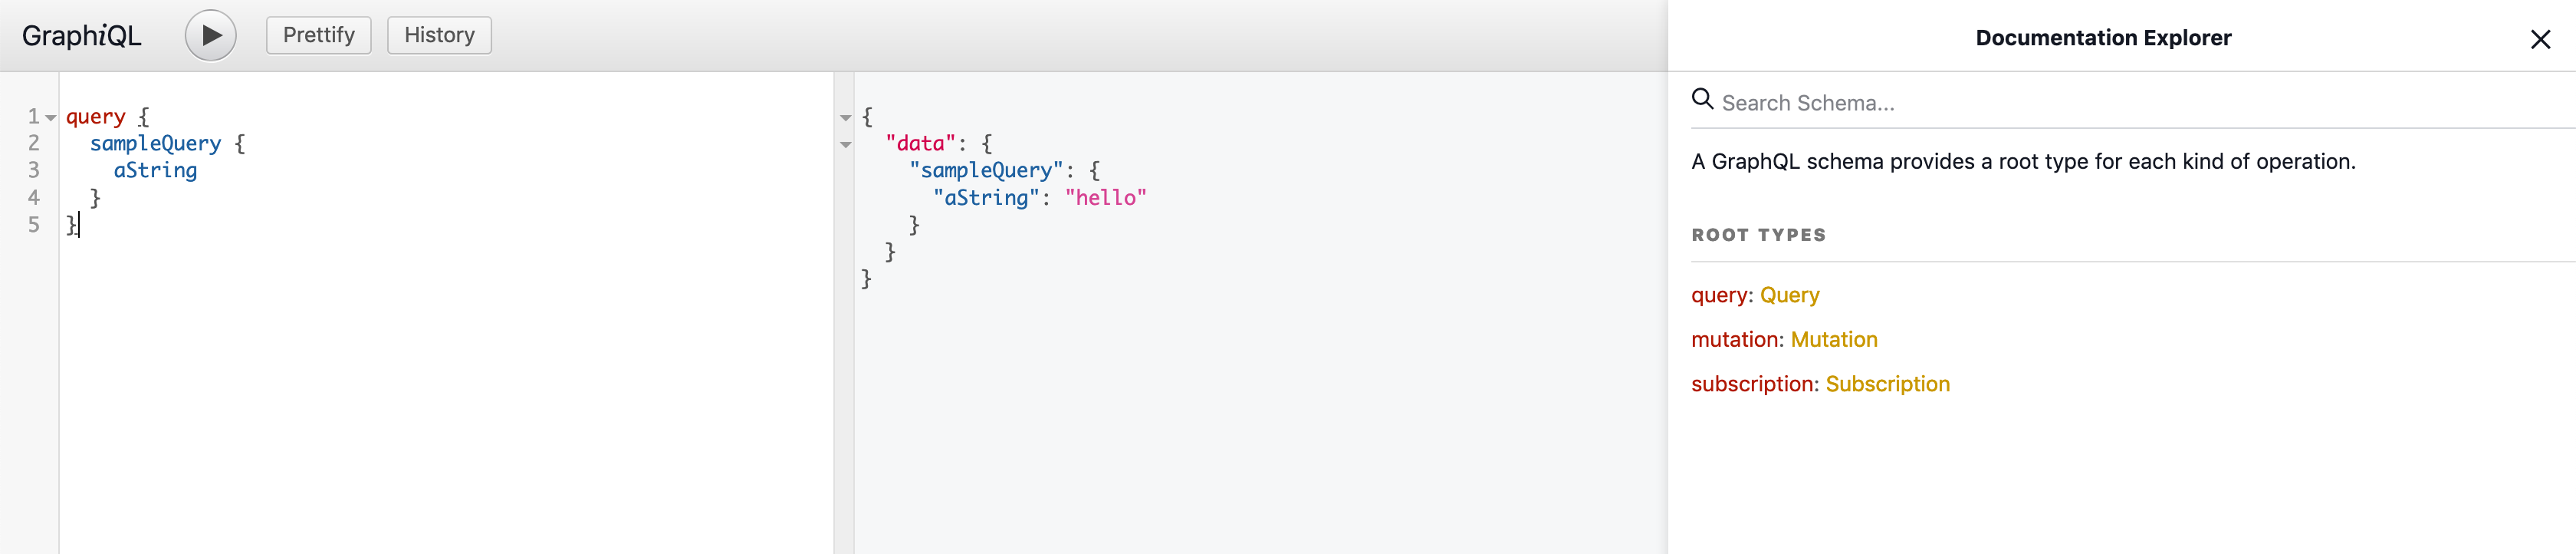 GraphiQL Prettify History
1 query {
2   sampleQuery {
3     aString
4   }
5 }
{
  "data": {
    "sampleQuery": {
      "aString": "hello"
    }
  }
}
Documentation Explorer
Search Schema...
A GraphQL schema provides a root type for each kind of operation.
ROOT TYPES
query: Query
mutation: Mutation
subscription: Subscription